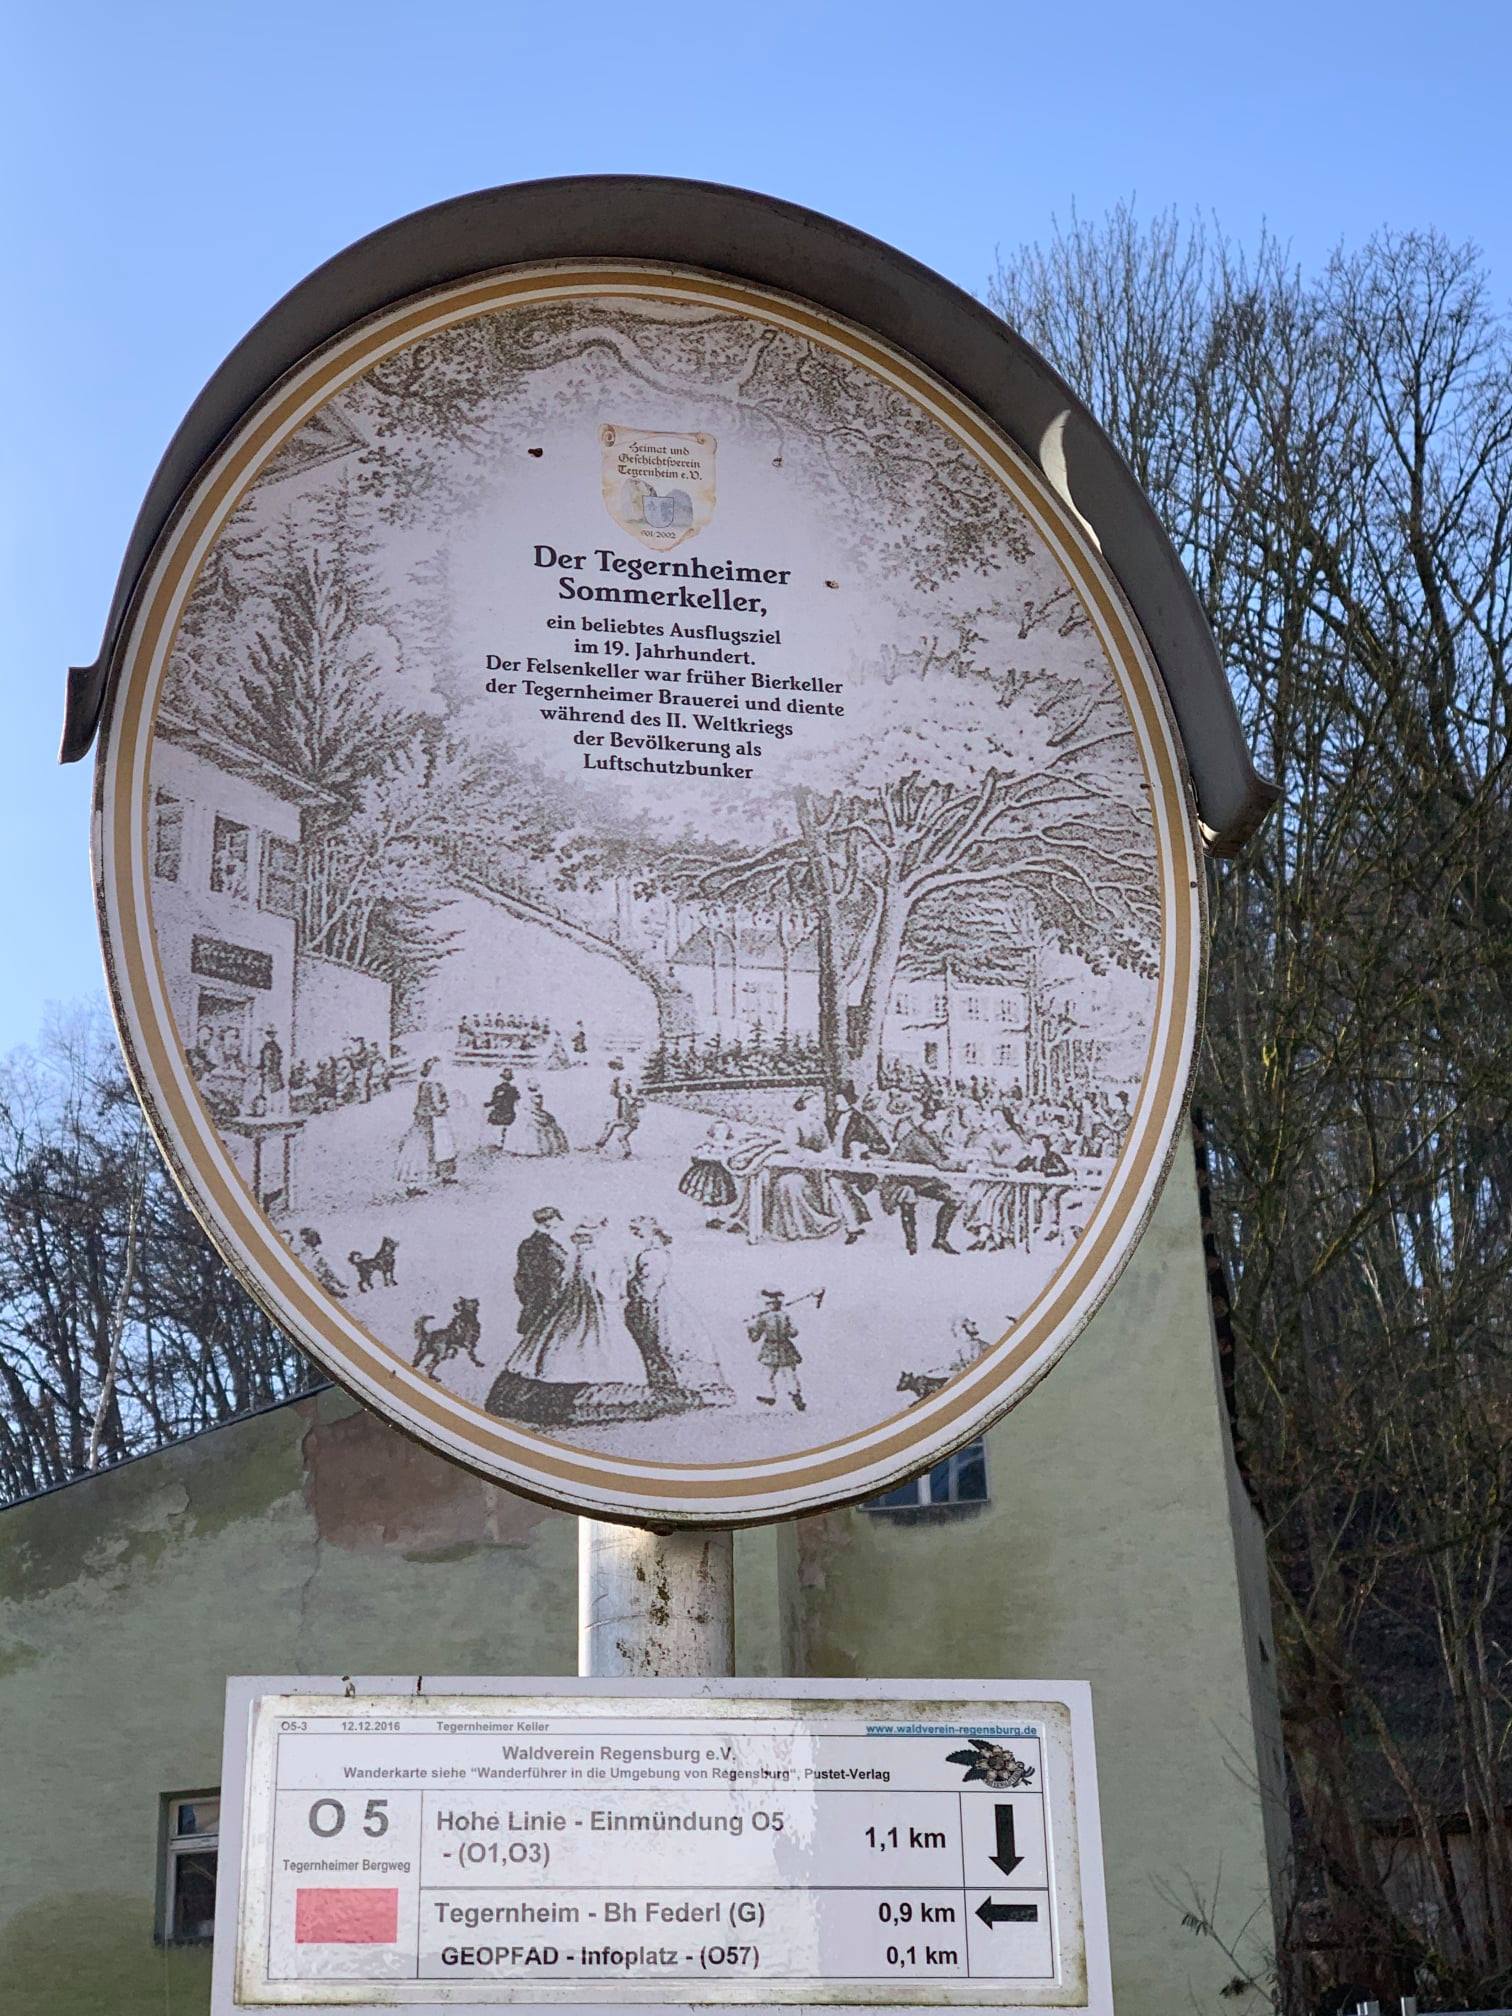 Heimat und
Geschichtsverein
Tegernheim e.V.
Der Tegernheimer
Sommerkeller,
ein beliebtes Ausflugsziel
im 19. Jahrhundert.
Der Felsenkeller war früher Bierkeller
der Tegernheimer Brauerei und diente
während des II. Weltkriegs
der Bevölkerung als
Luftschutzbunker
O5-3 12.12.2016 Tegernheimer Keller www.waldverein-regensburg.de
Waldverein Regensburg e.V.
Wanderkarte siehe "Wanderführer in die Umgebung von Regensburg", Pustet-Verlag
O 5
Tegernheimer Bergweg
Hohe Linie - Einmündung O5
- (O1,O3)
1,1 km
Tegernheim - Bh Federl (G) 0,9 km
GEOPFAD - Infoplatz - (O57) 0,1 km